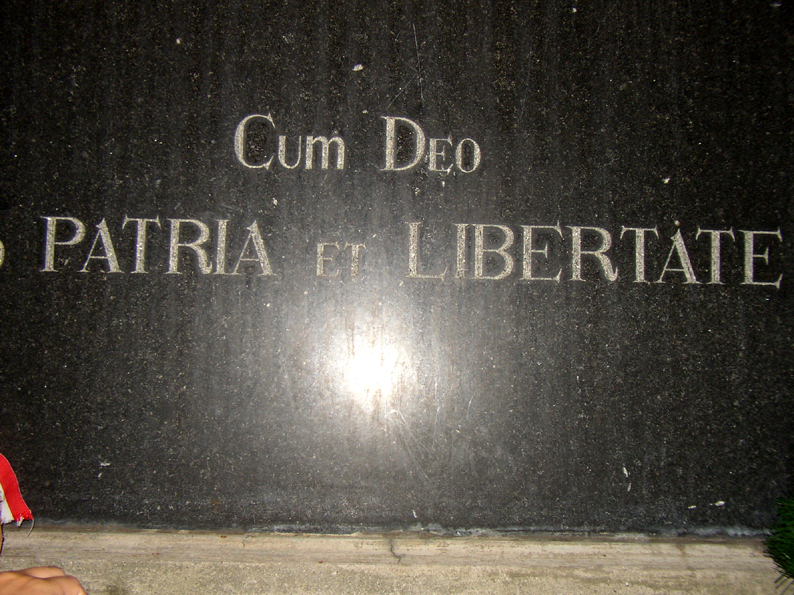 Cum Deo
PATRIA ET LIBERTATE